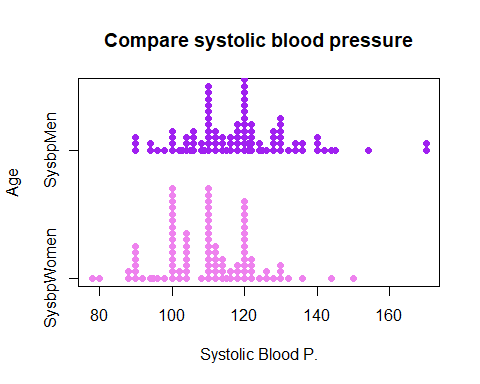 Compare systolic blood pressure
Age
SysbpMen
SysbpWomen
80 100 120 140 160
Systolic Blood P.